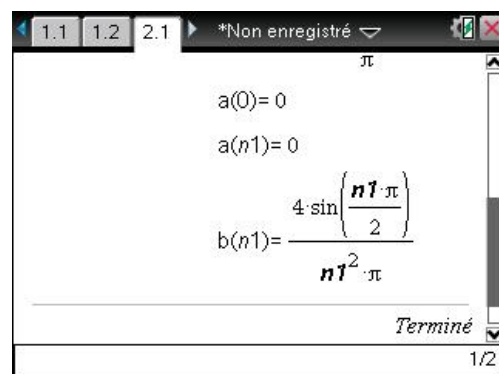 1.1 1.2 2.1 *Non enregistré
π
a(0)= 0
a(n1)= 0
b(n1)= 4·sin(n1·π/2)/n1²·π
Terminé
1/2